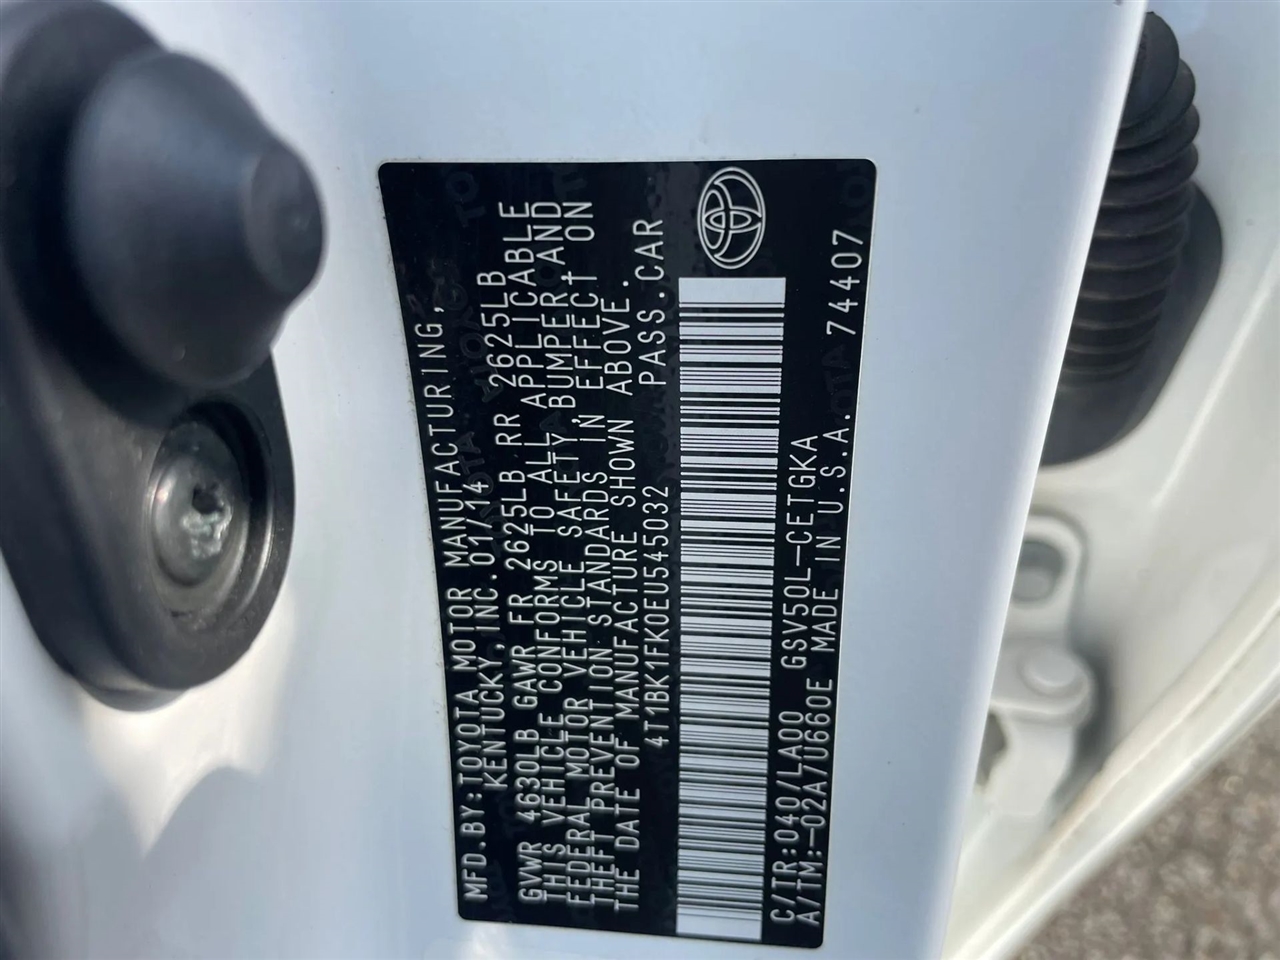 MFD.BY:TOYOTA MOTOR MANUFACTURING,
KENTUCKY,INC.01/14
GVWR 4630LB GAWR FR 2625LB RR 2625LB
THIS VEHICLE CONFORMS TO ALL APPLICABLE
FEDERAL MOTOR VEHICLE SAFETY,BUMPER,AND
THEFT PREVENTION STANDARDS IN EFFECT ON
THE DATE OF MANUFACTURE SHOWN ABOVE.
4T1BK1FK0EU545032 PASS.CAR
C/TR:040/LA00 GSV50L-CETGKA
A/TM:-02A/U660E MADE IN U.S.A. 74407